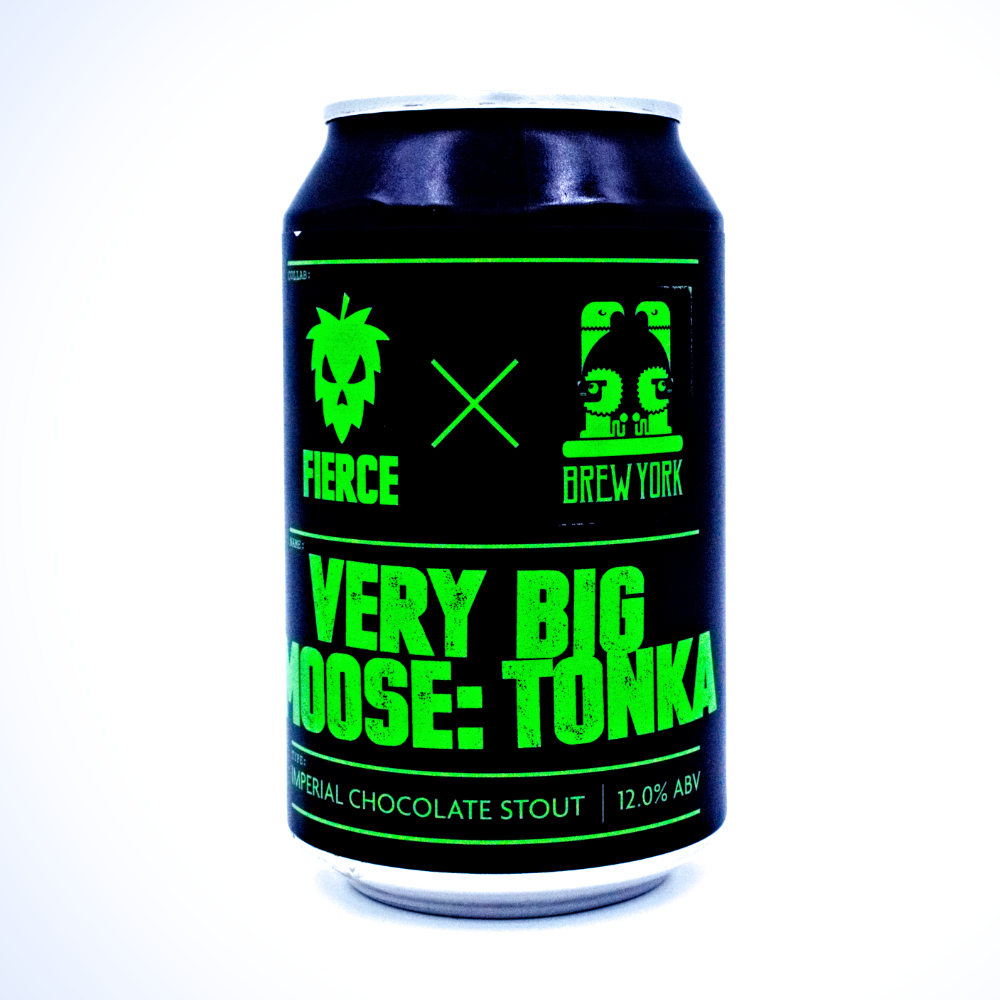 COLLAB:
FIERCE
BREW YORK
NAME:
VERY BIG
MOOSE: TONKA
TYPE:
IMPERIAL CHOCOLATE STOUT | 12.0% ABV